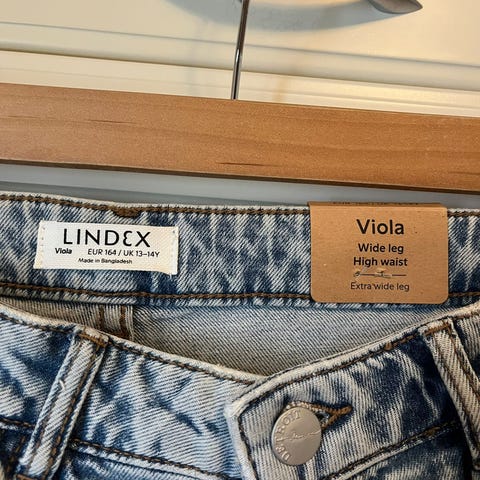 LINDEX
Viola EUR 164 / UK 13–14Y
Made in Bangladesh
Viola
Wide leg
High waist
Extra wide leg